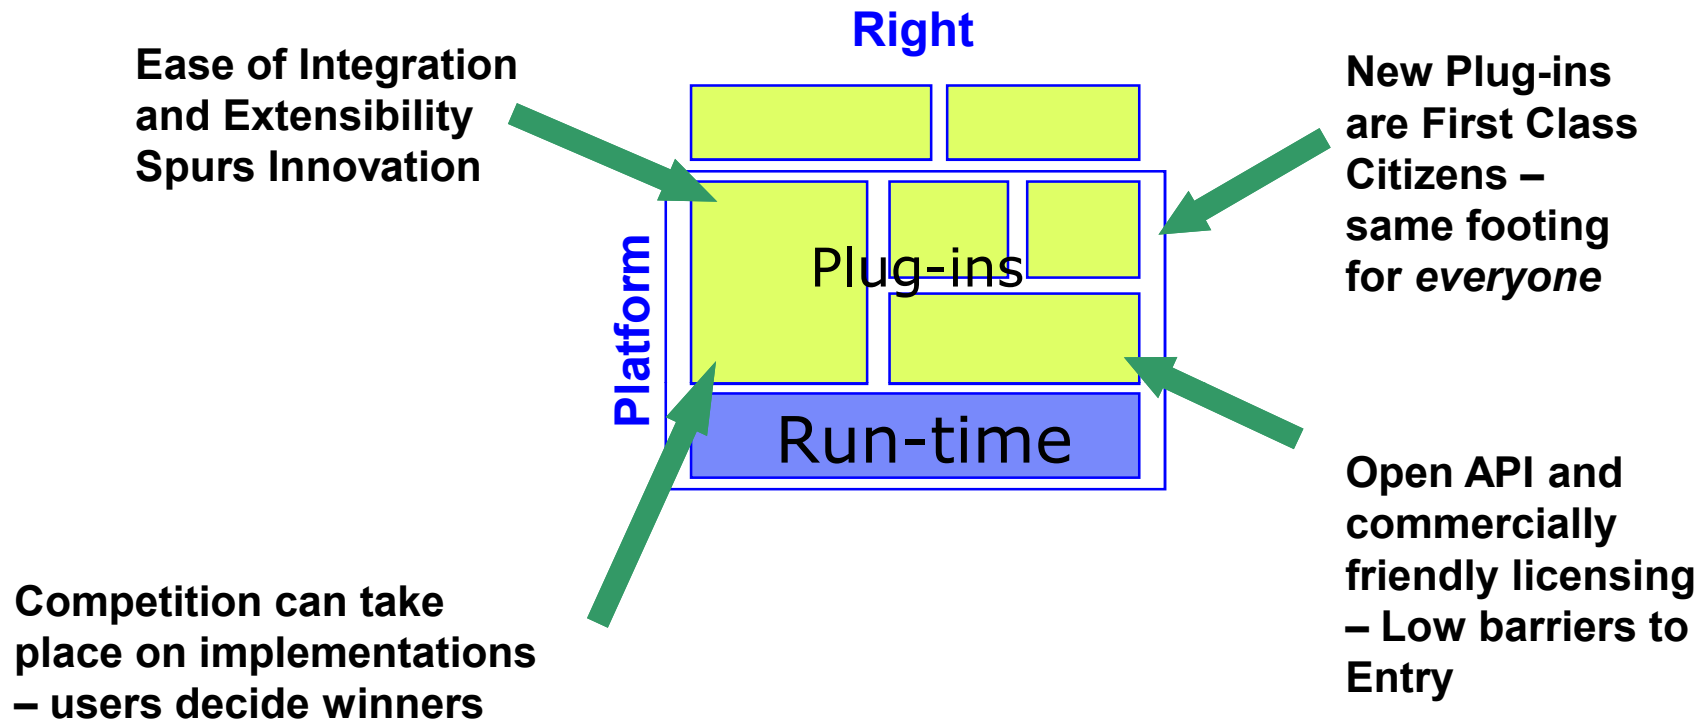 Right
Ease of Integration
and Extensibility
Spurs Innovation
New Plug-ins
are First Class
Citizens –
same footing
for everyone
Platform
Plug-ins
Run-time
Open API and
commercially
friendly licensing
– Low barriers to
Entry
Competition can take
place on implementations
– users decide winners